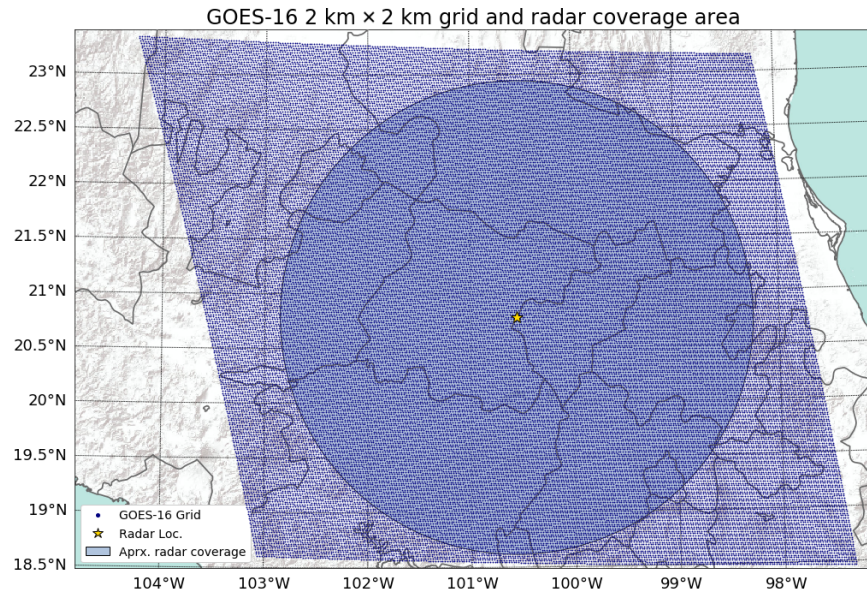 GOES-16 2 km × 2 km grid and radar coverage area
23°N
22.5°N
22°N
21.5°N
21°N
20.5°N
20°N
19.5°N
19°N
18.5°N
GOES-16 Grid
Radar Loc.
Aprx. radar coverage
104°W
103°W
102°W
101°W
100°W
99°W
98°W